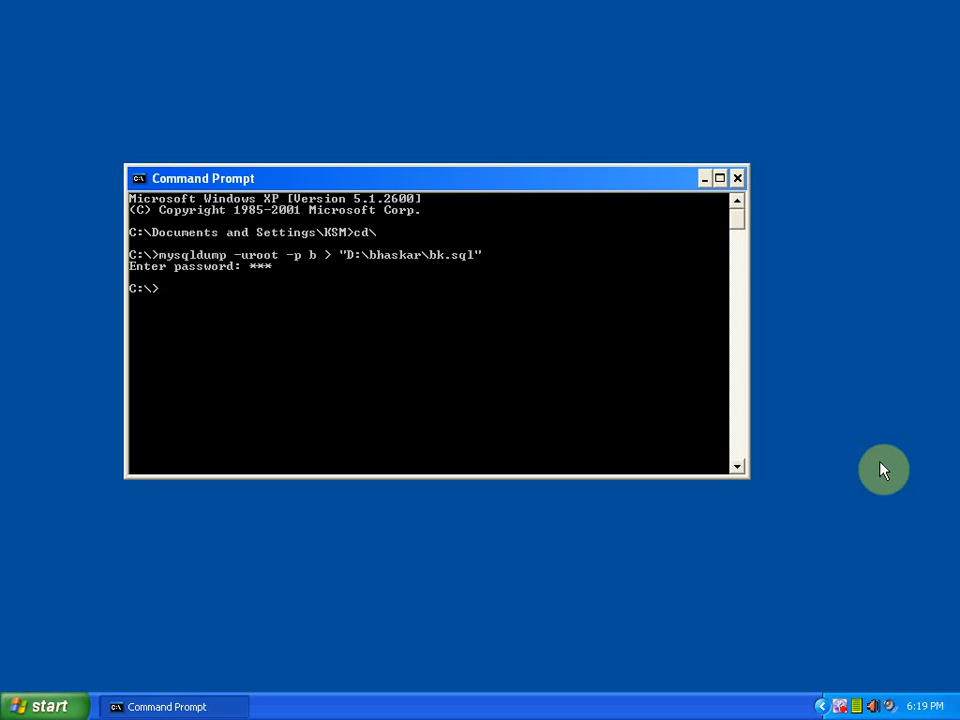 Command Prompt
Microsoft Windows XP [Version 5.1.2600]
(C) Copyright 1985-2001 Microsoft Corp.
C:\Documents and Settings\KSM>cd\
C:\>mysqldump -uroot -p b > "D:\bhaskar\bk.sql"
Enter password: ***
C:\>
start
Command Prompt
6:19 PM